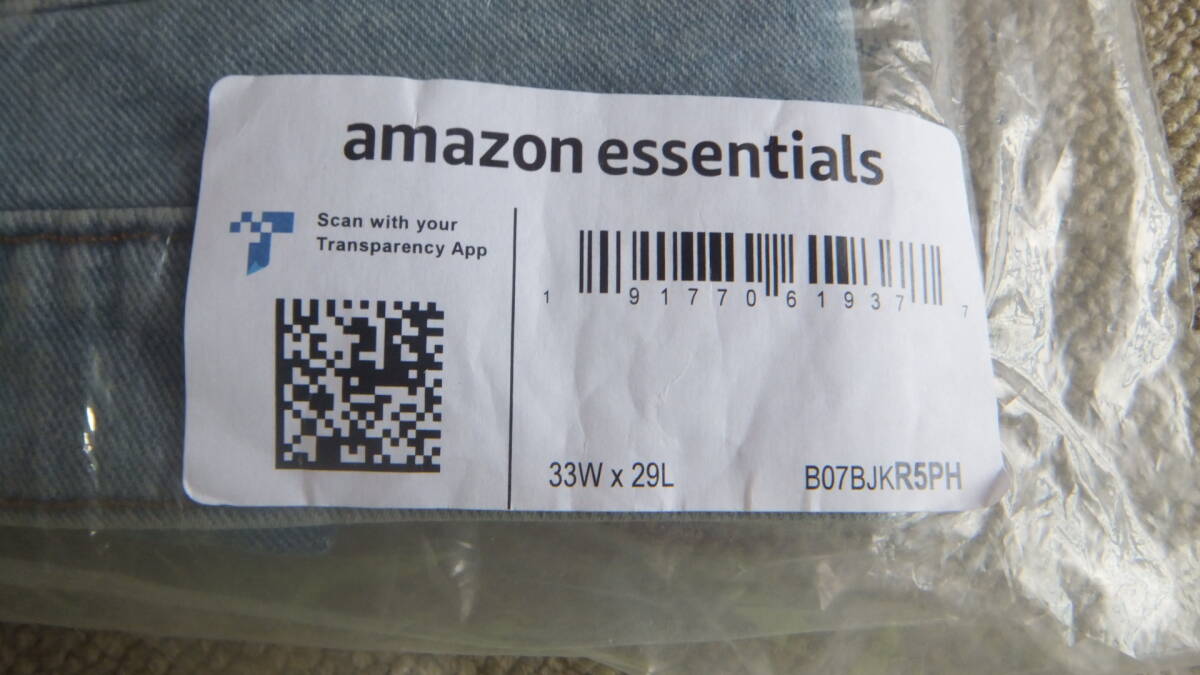 amazon essentials
Scan with your
Transparency App
1 91770 61937 7
33W x 29L
B07BJKR5PH